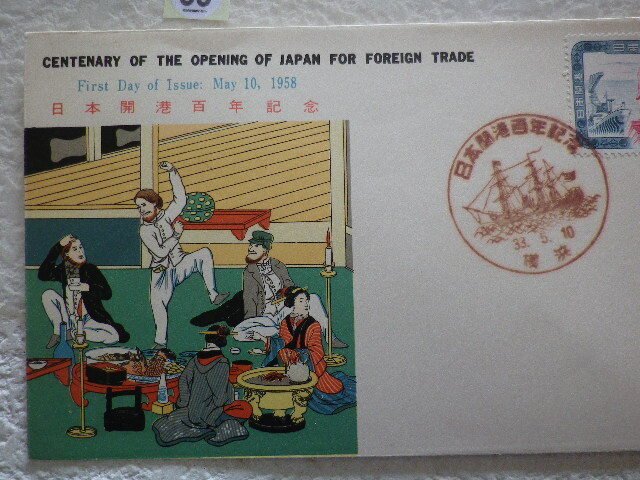 CENTENARY OF THE OPENING OF JAPAN FOR FOREIGN TRADE
First Day of Issue: May 10, 1958
日本開港百年記念
日本開港百年記念
33.5.10